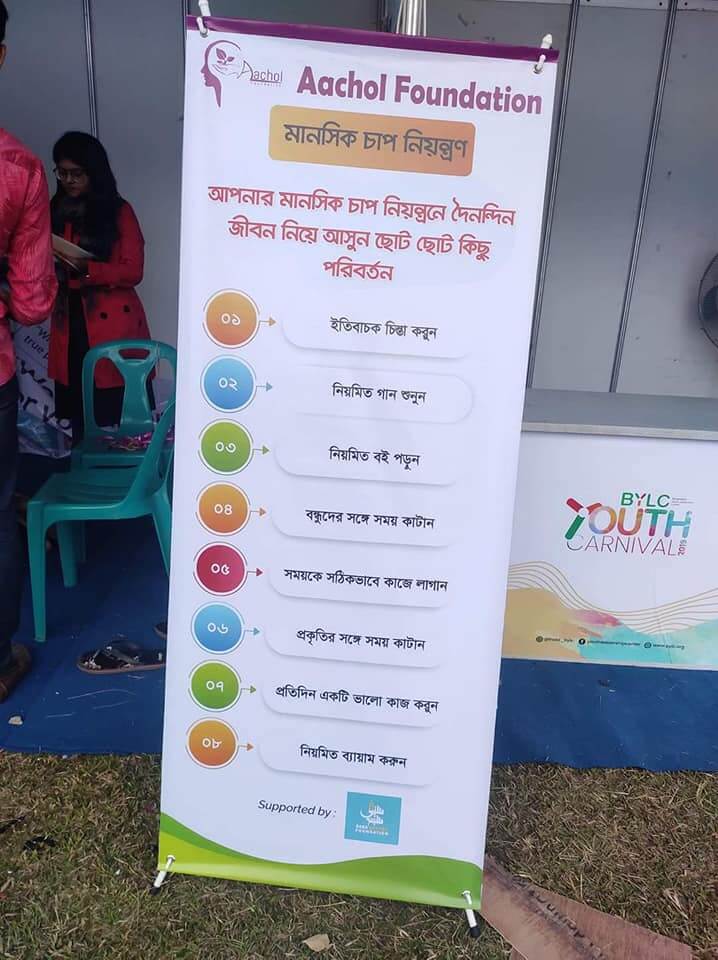 Aachol
Aachol Foundation
মানসিক চাপ নিয়ন্ত্রণ
আপনার মানসিক চাপ নিয়ন্ত্রনে দৈনন্দিন
জীবন নিয়ে আসুন ছোট ছোট কিছু
পরিবর্তন
০১
ইতিবাচক চিন্তা করুন
০২
নিয়মিত গান শুনুন
০৩
নিয়মিত বই পড়ুন
০৪
বন্ধুদের সঙ্গে সময় কাটান
০৫
সময়কে সঠিকভাবে কাজে লাগান
০৬
প্রকৃতির সঙ্গে সময় কাটান
০৭
প্রতিদিন একটি ভালো কাজ করুন
০৮
নিয়মিত ব্যায়াম করুন
Supported by :
FOUNDATION
BYLC
YOUTH
CARNIVAL 2019